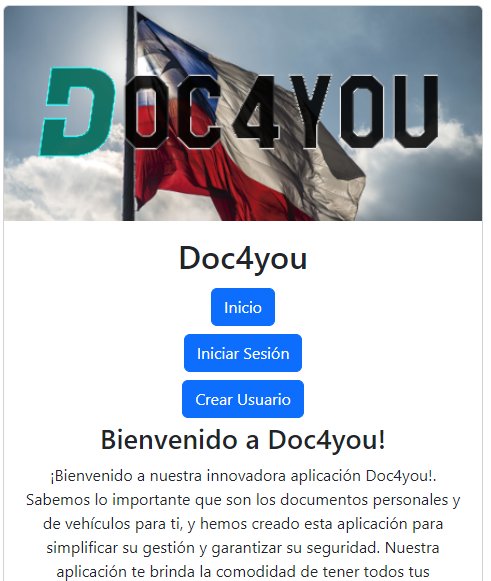 DOC4YOU
Doc4you
Inicio
Iniciar Sesión
Crear Usuario
Bienvenido a Doc4you!
¡Bienvenido a nuestra innovadora aplicación Doc4you!.
Sabemos lo importante que son los documentos personales y
de vehículos para ti, y hemos creado esta aplicación para
simplificar su gestión y garantizar su seguridad. Nuestra
aplicación te brinda la comodidad de tener todos tus